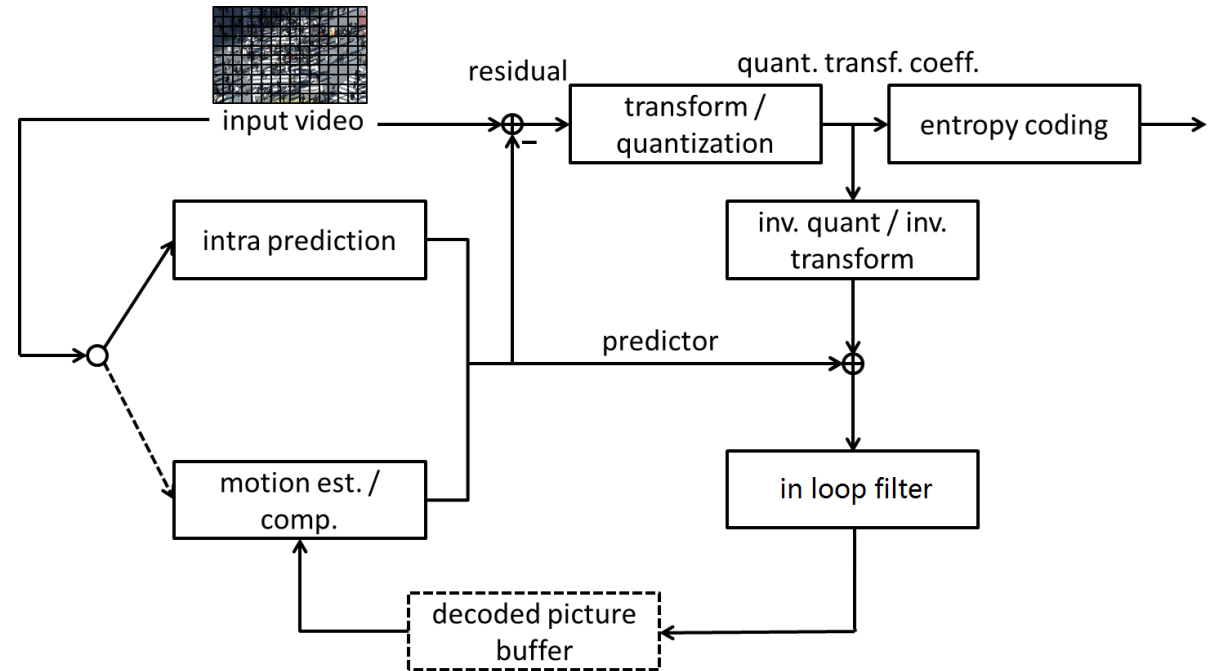 residual
quant. transf. coeff.
input video
transform /
quantization
entropy coding
–
intra prediction
inv. quant / inv.
transform
predictor
motion est. /
comp.
in loop filter
decoded picture
buffer